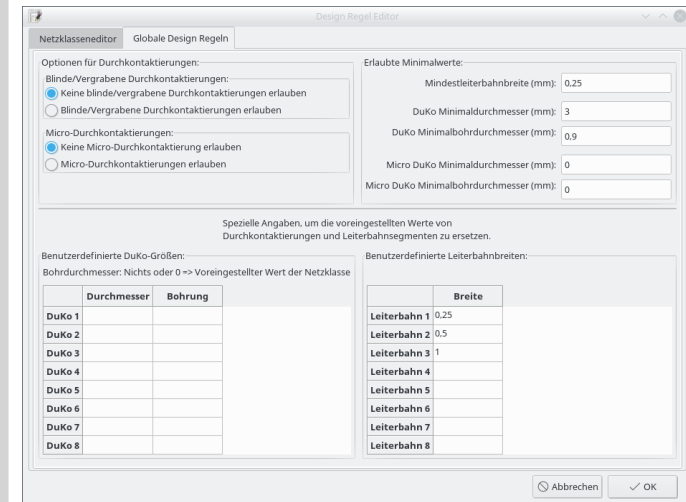 Design Regel Editor
Netzklasseneditor
Globale Design Regeln
Optionen für Durchkontaktierungen:
Blinde/Vergrabene Durchkontaktierungen:
Keine blinde/vergrabene Durchkontaktierungen erlauben
Blinde/Vergrabene Durchkontaktierungen erlauben
Micro-Durchkontaktierungen:
Keine Micro-Durchkontaktierung erlauben
Micro-Durchkontaktierungen erlauben
Erlaubte Minimalwerte:
Mindestleiterbahnbreite (mm): 0,25
DuKo Minimaldurchmesser (mm): 3
DuKo Minimalbohrdurchmesser (mm): 0,9
Micro DuKo Minimaldurchmesser (mm): 0
Micro DuKo Minimalbohrdurchmesser (mm): 0
Spezielle Angaben, um die voreingestellten Werte von
Durchkontaktierungen und Leiterbahnsegmenten zu ersetzen.
Benutzerdefinierte DuKo-Größen:
Bohrdurchmesser: Nichts oder 0 => Voreingestellter Wert der Netzklasse
Durchmesser Bohrung
DuKo 1
DuKo 2
DuKo 3
DuKo 4
DuKo 5
DuKo 6
DuKo 7
DuKo 8
Benutzerdefinierte Leiterbahnbreiten:
Breite
Leiterbahn 1 0,25
Leiterbahn 2 0,5
Leiterbahn 3 1
Leiterbahn 4
Leiterbahn 5
Leiterbahn 6
Leiterbahn 7
Leiterbahn 8
Abbrechen
OK